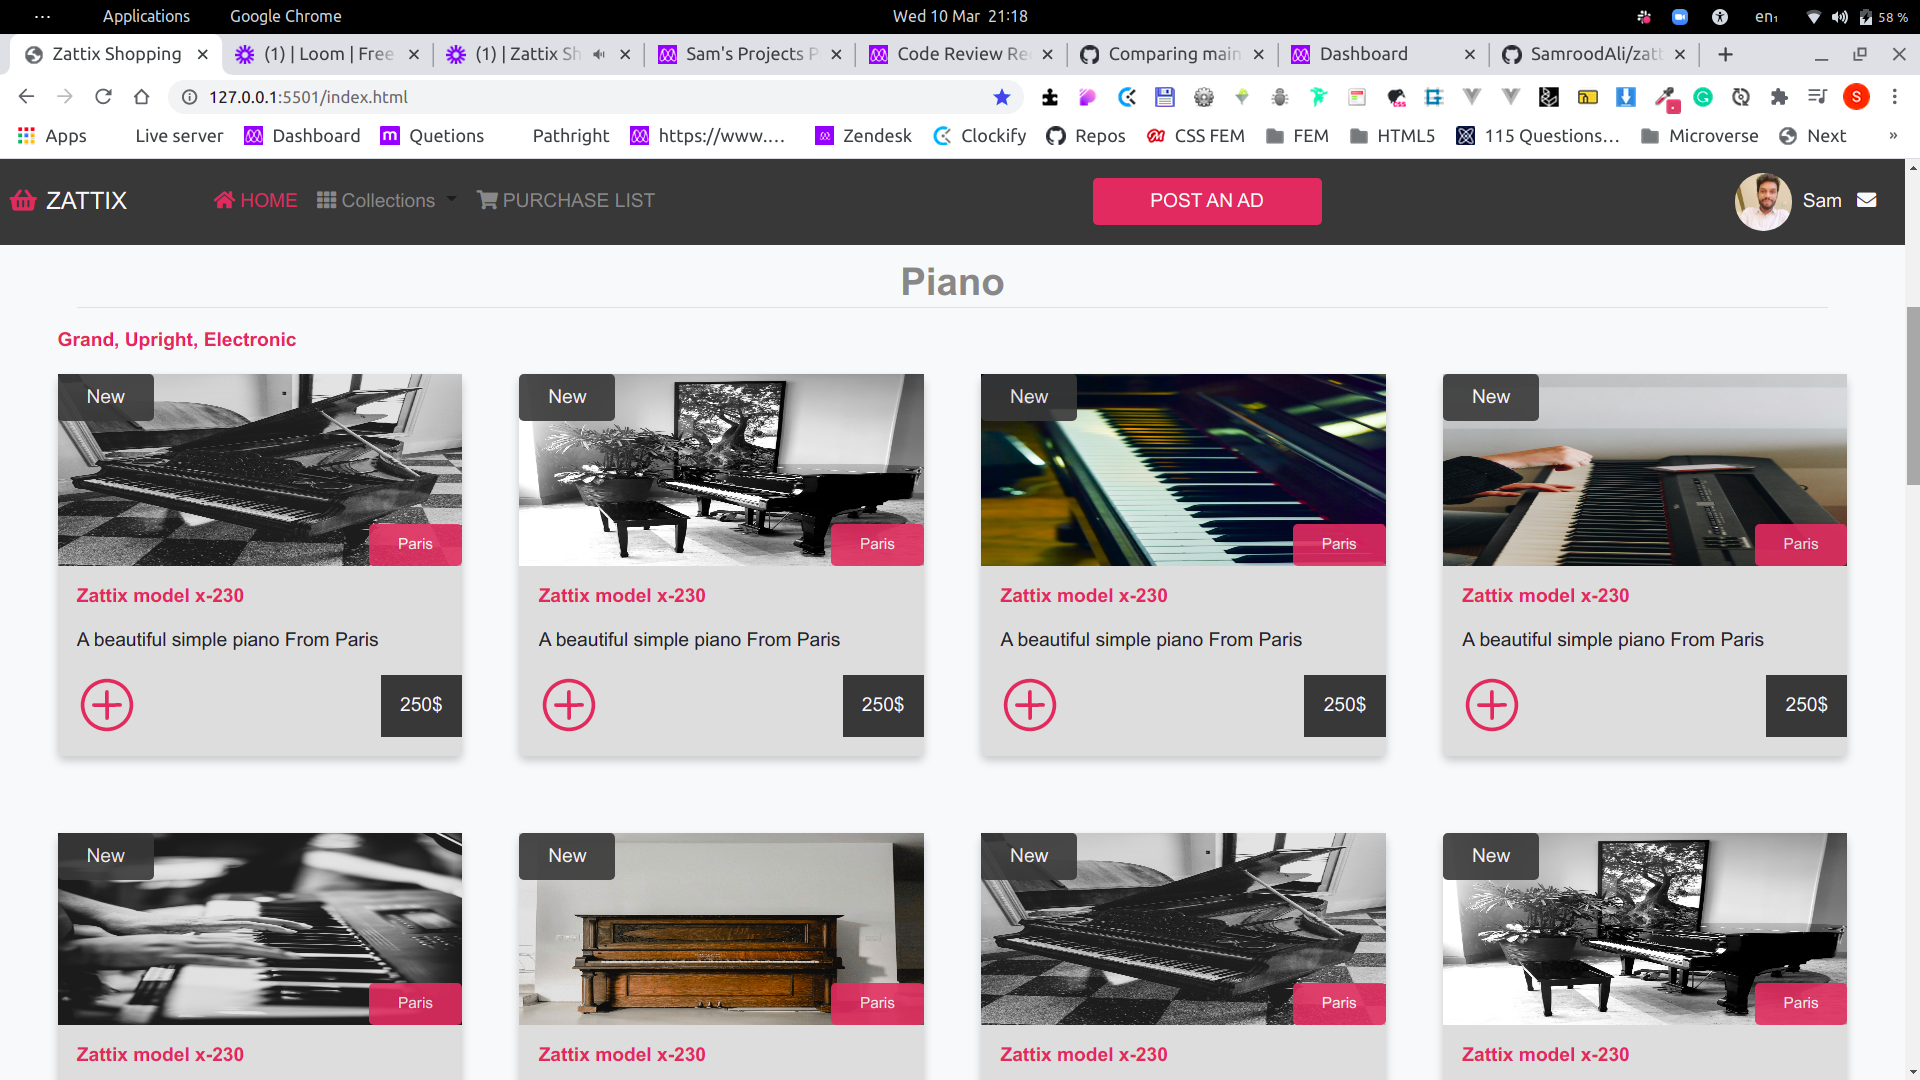 ... Applications Google Chrome Wed 10 Mar 21:18 en₁ 58 %
Zattix Shopping (1) | Loom | Free (1) | Zattix Sh Sam's Projects P Code Review Re Comparing main Dashboard SamroodAli/zatt
127.0.0.1:5501/index.html S
Apps Live server Dashboard Quetions Pathright https://www.... Zendesk Clockify Repos CSS FEM FEM HTML5 115 Questions... Microverse Next »
ZATTIX HOME Collections PURCHASE LIST POST AN AD Sam
Piano
Grand, Upright, Electronic
New New New New
Paris Paris Paris Paris
Zattix model x-230 Zattix model x-230 Zattix model x-230 Zattix model x-230
A beautiful simple piano From Paris A beautiful simple piano From Paris A beautiful simple piano From Paris A beautiful simple piano From Paris
250$ 250$ 250$ 250$
New New New New
Paris Paris Paris Paris
Zattix model x-230 Zattix model x-230 Zattix model x-230 Zattix model x-230